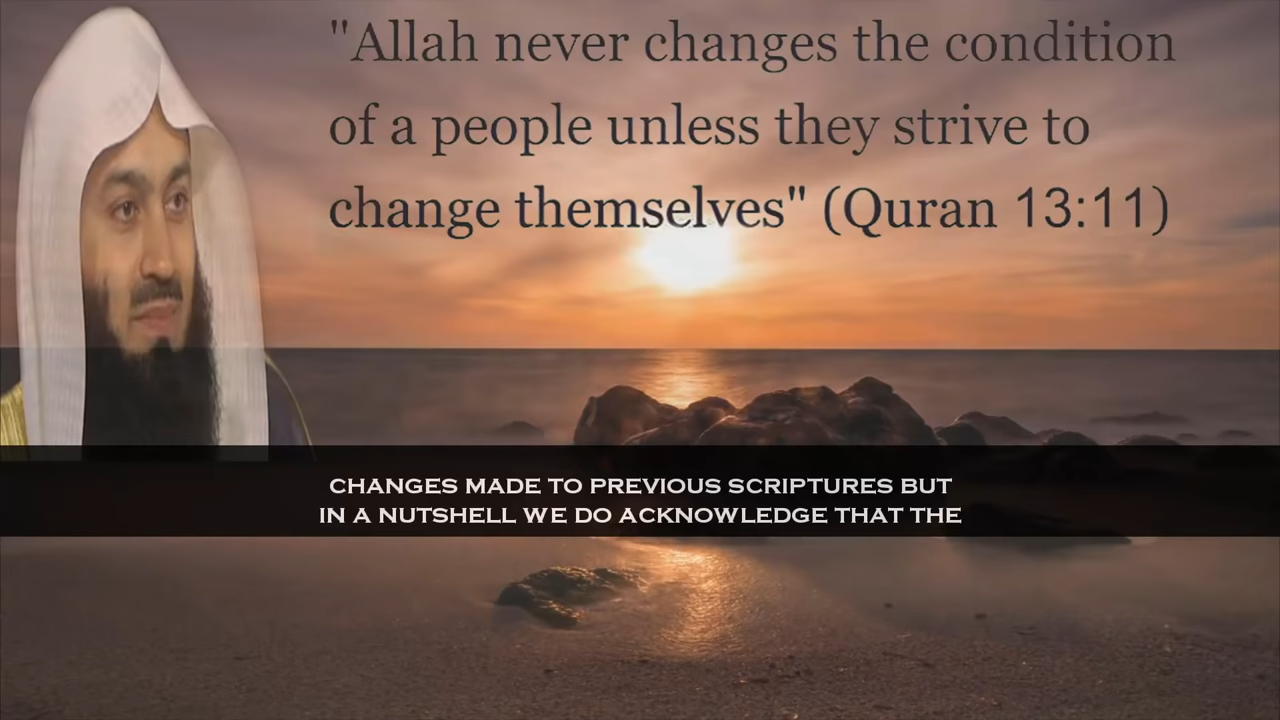 "Allah never changes the condition
of a people unless they strive to
change themselves" (Quran 13:11)
CHANGES MADE TO PREVIOUS SCRIPTURES BUT
IN A NUTSHELL WE DO ACKNOWLEDGE THAT THE